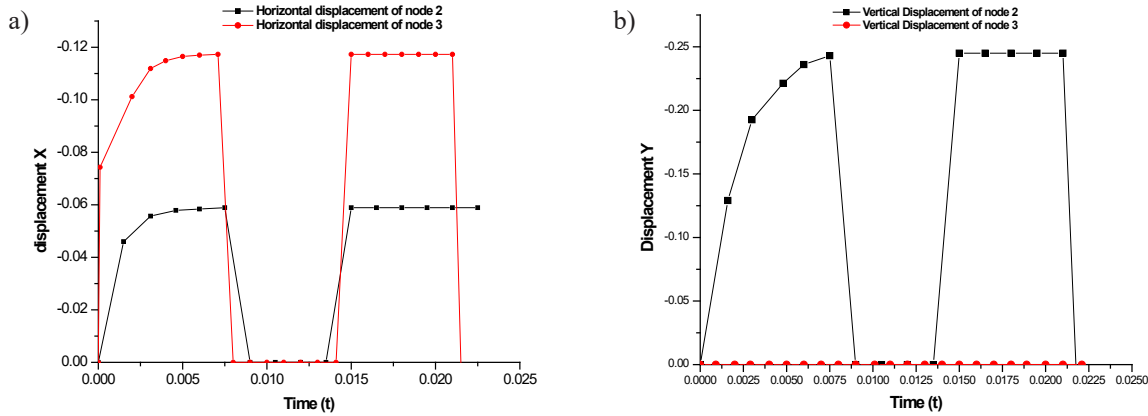 a)
Horizontal displacement of node 2
Horizontal displacement of node 3
displacement X
-0.12
-0.10
-0.08
-0.06
-0.04
-0.02
0.00
0.000 0.005 0.010 0.015 0.020 0.025
Time (t)
b)
Vertical Displacement of node 2
Vertical Displacement of node 3
Displacement Y
-0.25
-0.20
-0.15
-0.10
-0.05
0.00
0.0000 0.0025 0.0050 0.0075 0.0100 0.0125 0.0150 0.0175 0.0200 0.0225 0.0250
Time (t)